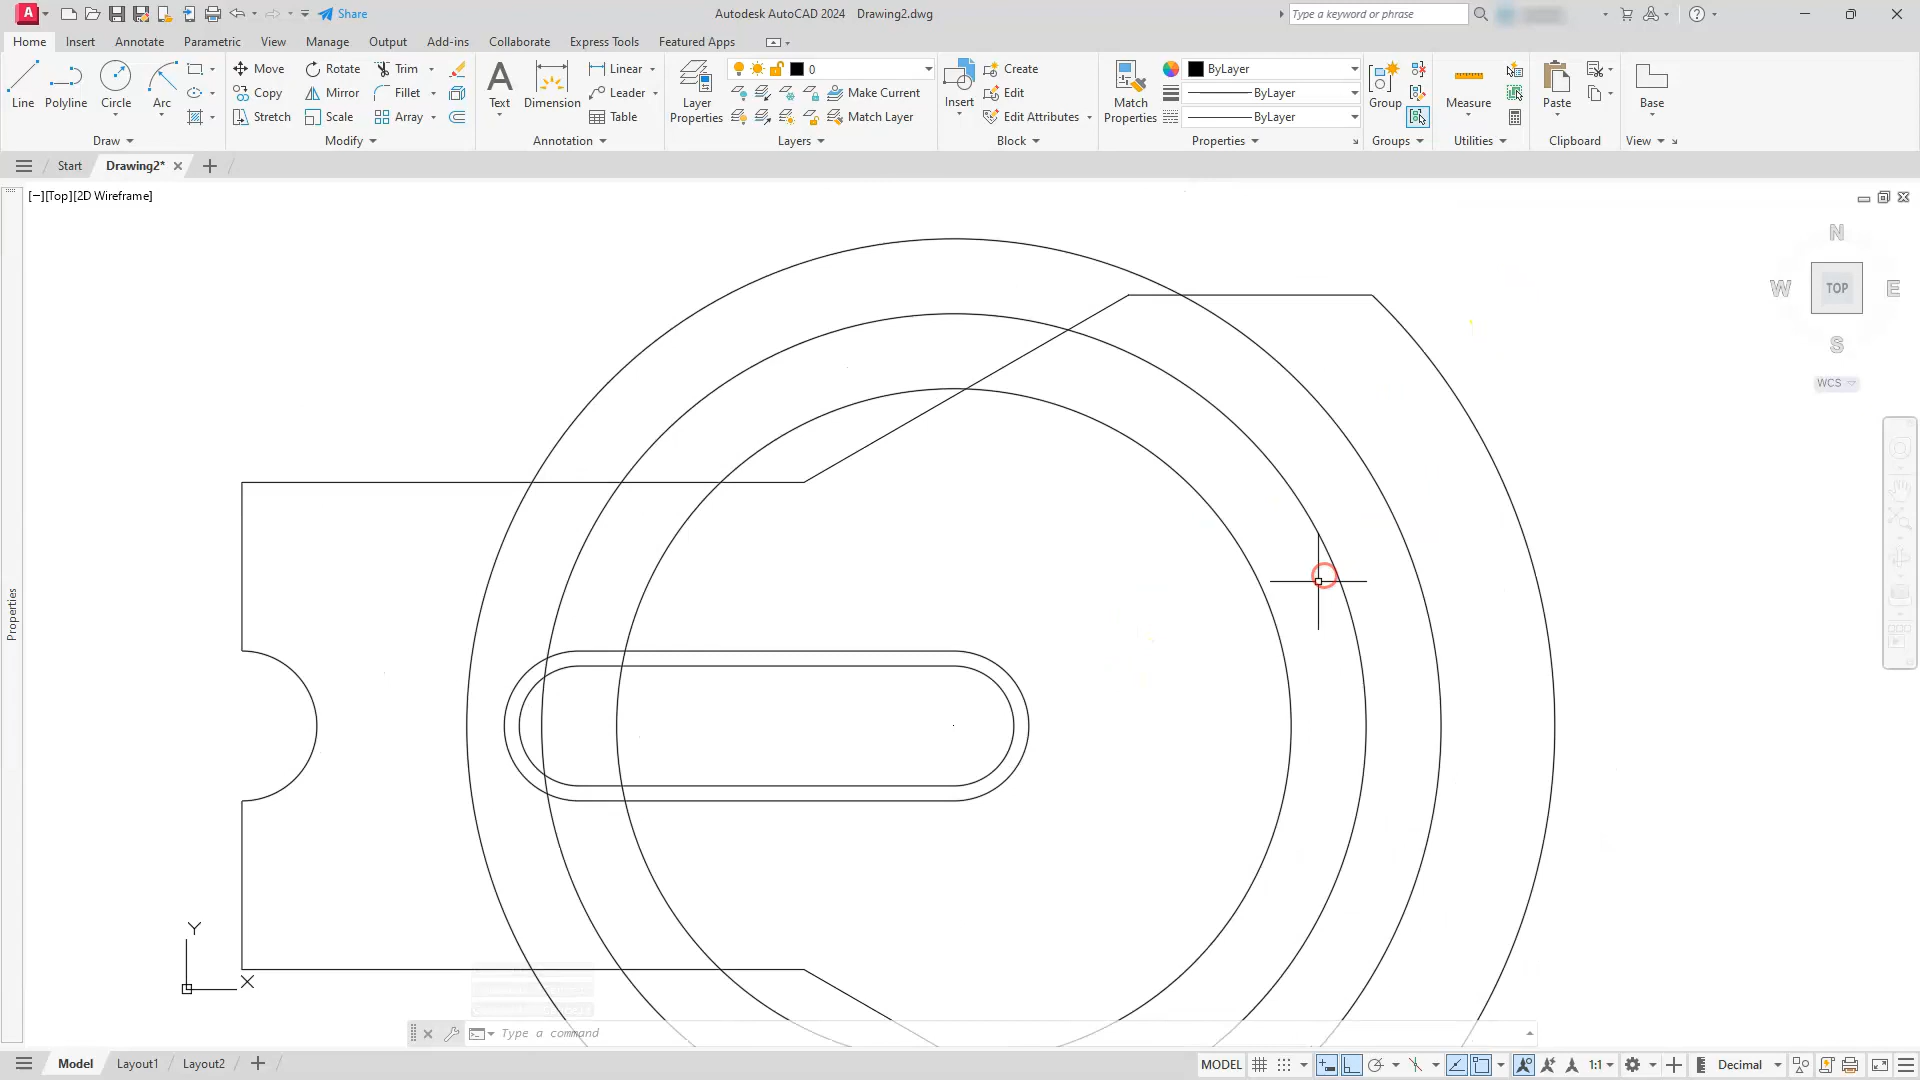 A Share Autodesk AutoCAD 2024 Drawing2.dwg Type a keyword or phrase
Home Insert Annotate Parametric View Manage Output Add-ins Collaborate Express Tools Featured Apps
Line Polyline Circle Arc
Draw
Move Rotate Trim
Copy Mirror Fillet
Stretch Scale Array
Modify
Text Dimension
Linear
Leader
Table
Annotation
Layer Properties
0
Make Current
Match Layer
Layers
Insert
Create
Edit
Edit Attributes
Block
Match Properties
ByLayer
ByLayer
ByLayer
Properties
Group
Groups
Measure
Utilities
Paste
Clipboard
Base
View
Start Drawing2*
[−][Top][2D Wireframe]
N
W TOP E
S
WCS
Properties
Y
X
Type a command
Model Layout1 Layout2 MODEL 1:1 Decimal